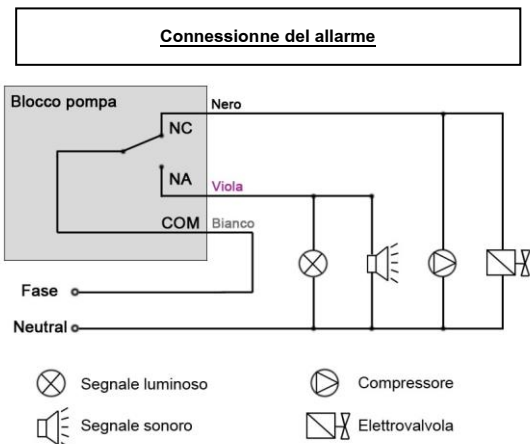 Connessionne del allarme
Blocco pompa
Nero
NC
NA
Viola
COM
Bianco
Fase
Neutral
Segnale luminoso
Compressore
Segnale sonoro
Elettrovalvola